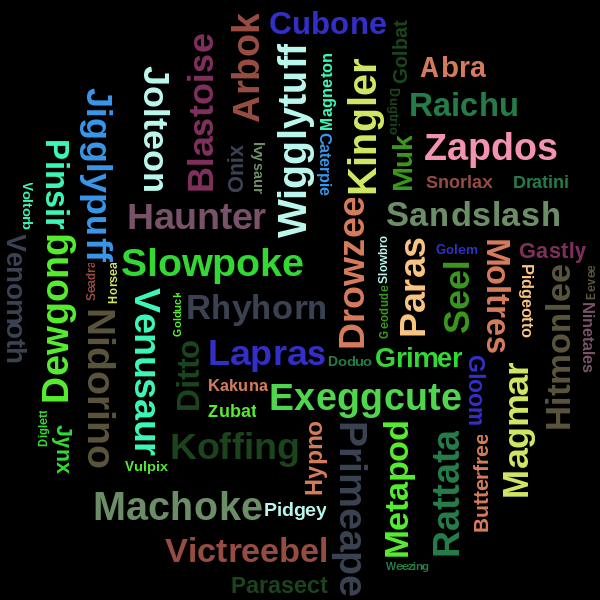 Cubone
Arbok
Golbat
Blastoise
Wigglytuff
Magneton
Kingler
Abra
Jolteon
Raichu
Jigglypuff
Dugtrio
Caterpie
Muk
Zapdos
Pinsir
Onix
Ivysaur
Snorlax
Dratini
Voltorb
Haunter
Drowzee
Sandslash
Venomoth
Dewgong
Slowpoke
Slowbro
Paras
Golem
Moltres
Gastly
Seadra
Horsea
Venusaur
Golduck
Rhyhorn
Geodude
Seel
Pidgeotto
Hitmonlee
Eevee
Ninetales
Nidorino
Ditto
Lapras
Doduo
Grimer
Gloom
Kakuna
Zubat
Exeggcute
Magmar
Diglett
Jynx
Vulpix
Koffing
Hypno
Primeape
Metapod
Rattata
Butterfree
Machoke
Pidgey
Victreebel
Weezing
Parasect